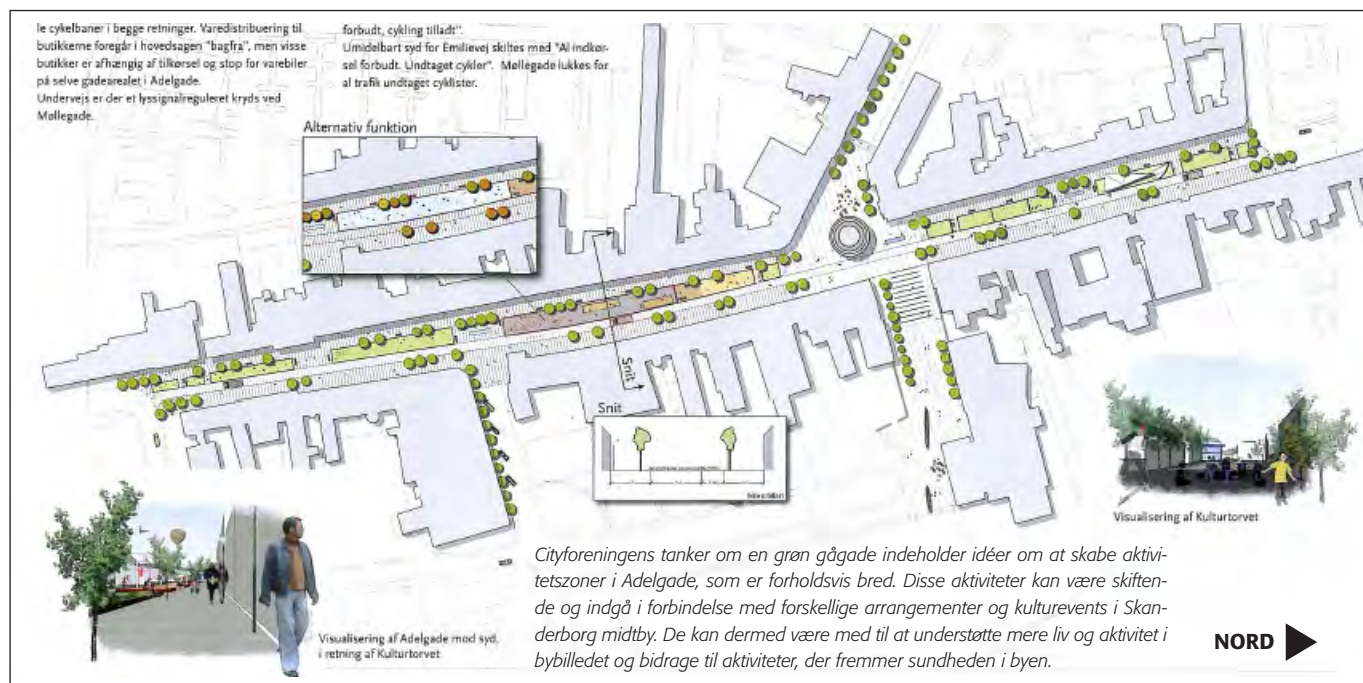 le cykelbaner i begge retninger. Varedistribuering til
butikkerne foregår i hovedsagen "bagfra", men visse
butikker er afhængig af tilkørsel og stop for varebiler
på selve gadearealet i Adelgade.
Undervejs er der et lyssignalreguleret kryds ved
Møllegade.
forbudt, cykling tilladt".
Umidelbart syd for Emilievej skiltes med "Al indkør-
sel forbudt. Undtaget cykler". Møllegade lukkes for
al trafik undtaget cyklister.
Alternativ funktion
Snit
Snit
Visualisering af Kulturtorvet
Visualisering af Adelgade mod syd,
i retning af Kulturtorvet
Cityforeningens tanker om en grøn gågade indeholder idéer om at skabe aktivi-
tetszoner i Adelgade, som er forholdsvis bred. Disse aktiviteter kan være skiften-
de og indgå i forbindelse med forskellige arrangementer og kulturevents i Skan-
derborg midtby. De kan dermed være med til at understøtte mere liv og aktivitet i
bybilledet og bidrage til aktiviteter, der fremmer sundheden i byen.
NORD